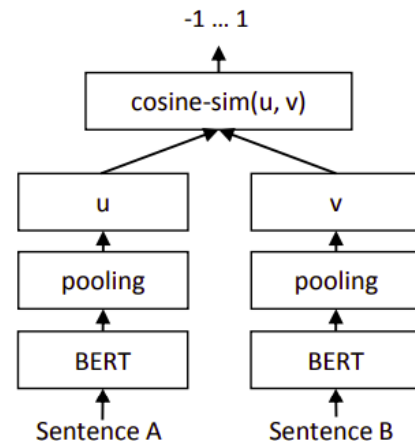 -1 … 1
cosine-sim(u, v)
u v
pooling pooling
BERT BERT
Sentence A Sentence B